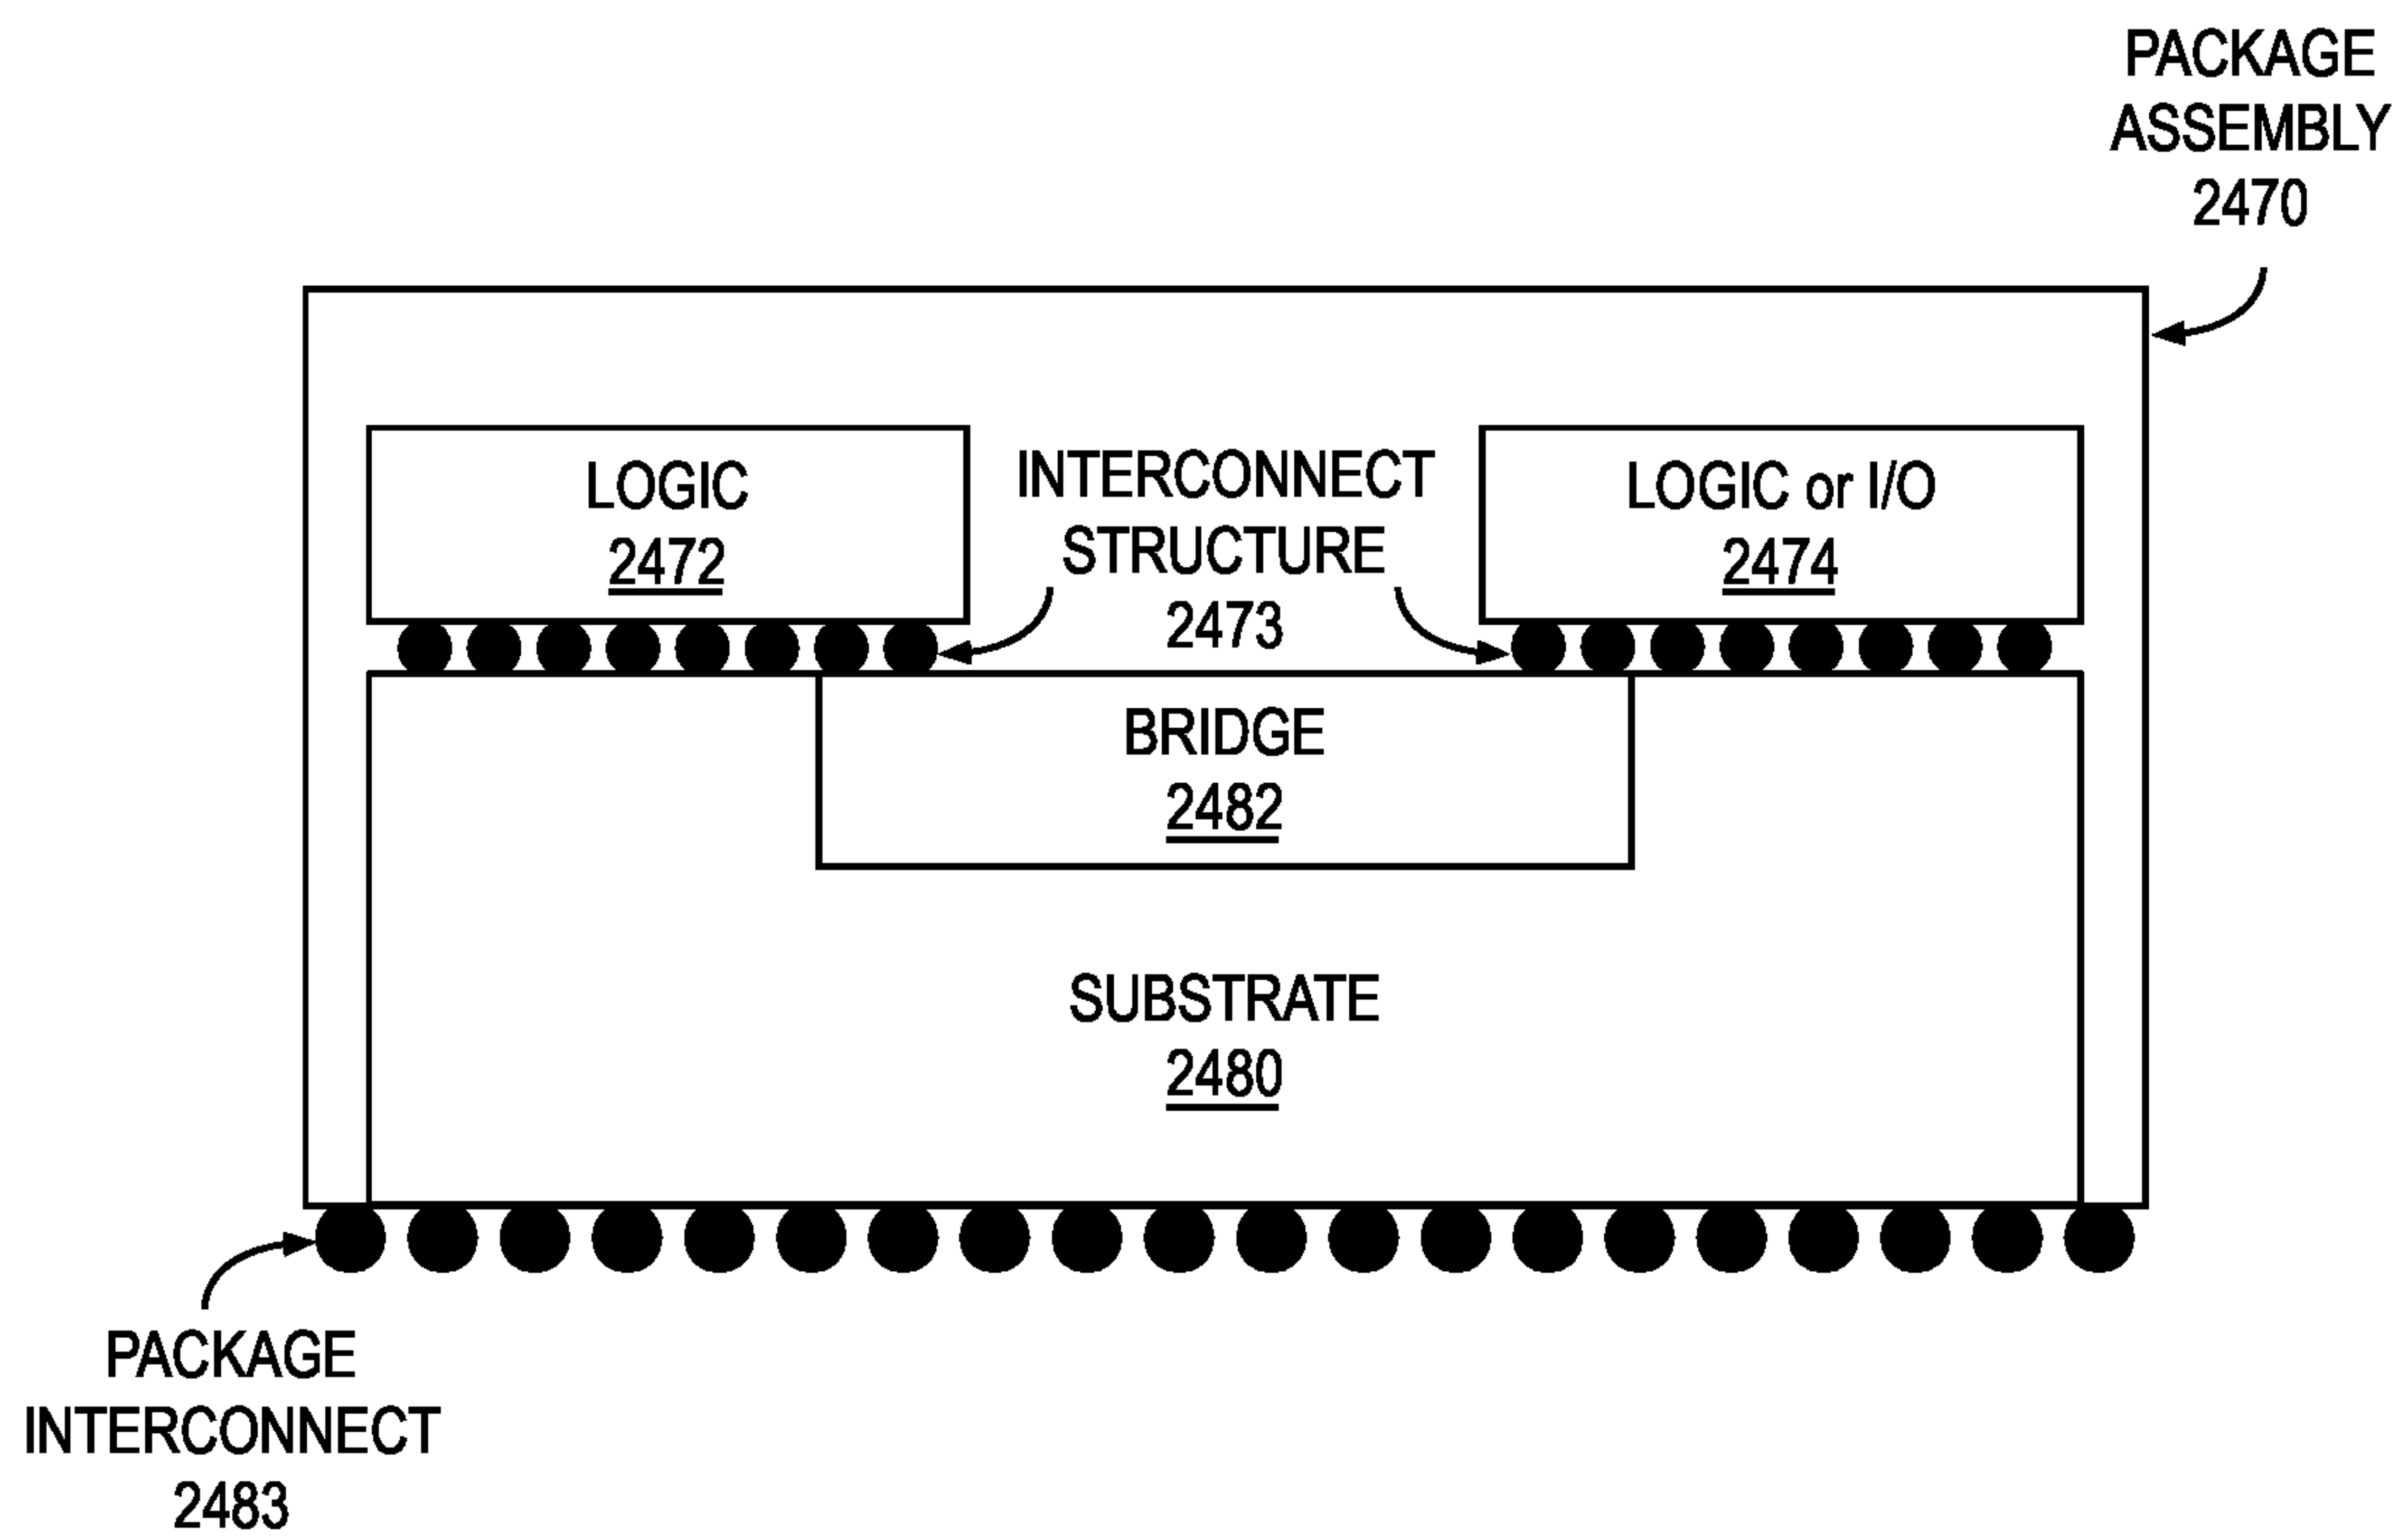 PACKAGE
ASSEMBLY
2470
LOGIC
2472
INTERCONNECT
STRUCTURE
2473
LOGIC or I/O
2474
BRIDGE
2482
SUBSTRATE
2480
PACKAGE
INTERCONNECT
2483